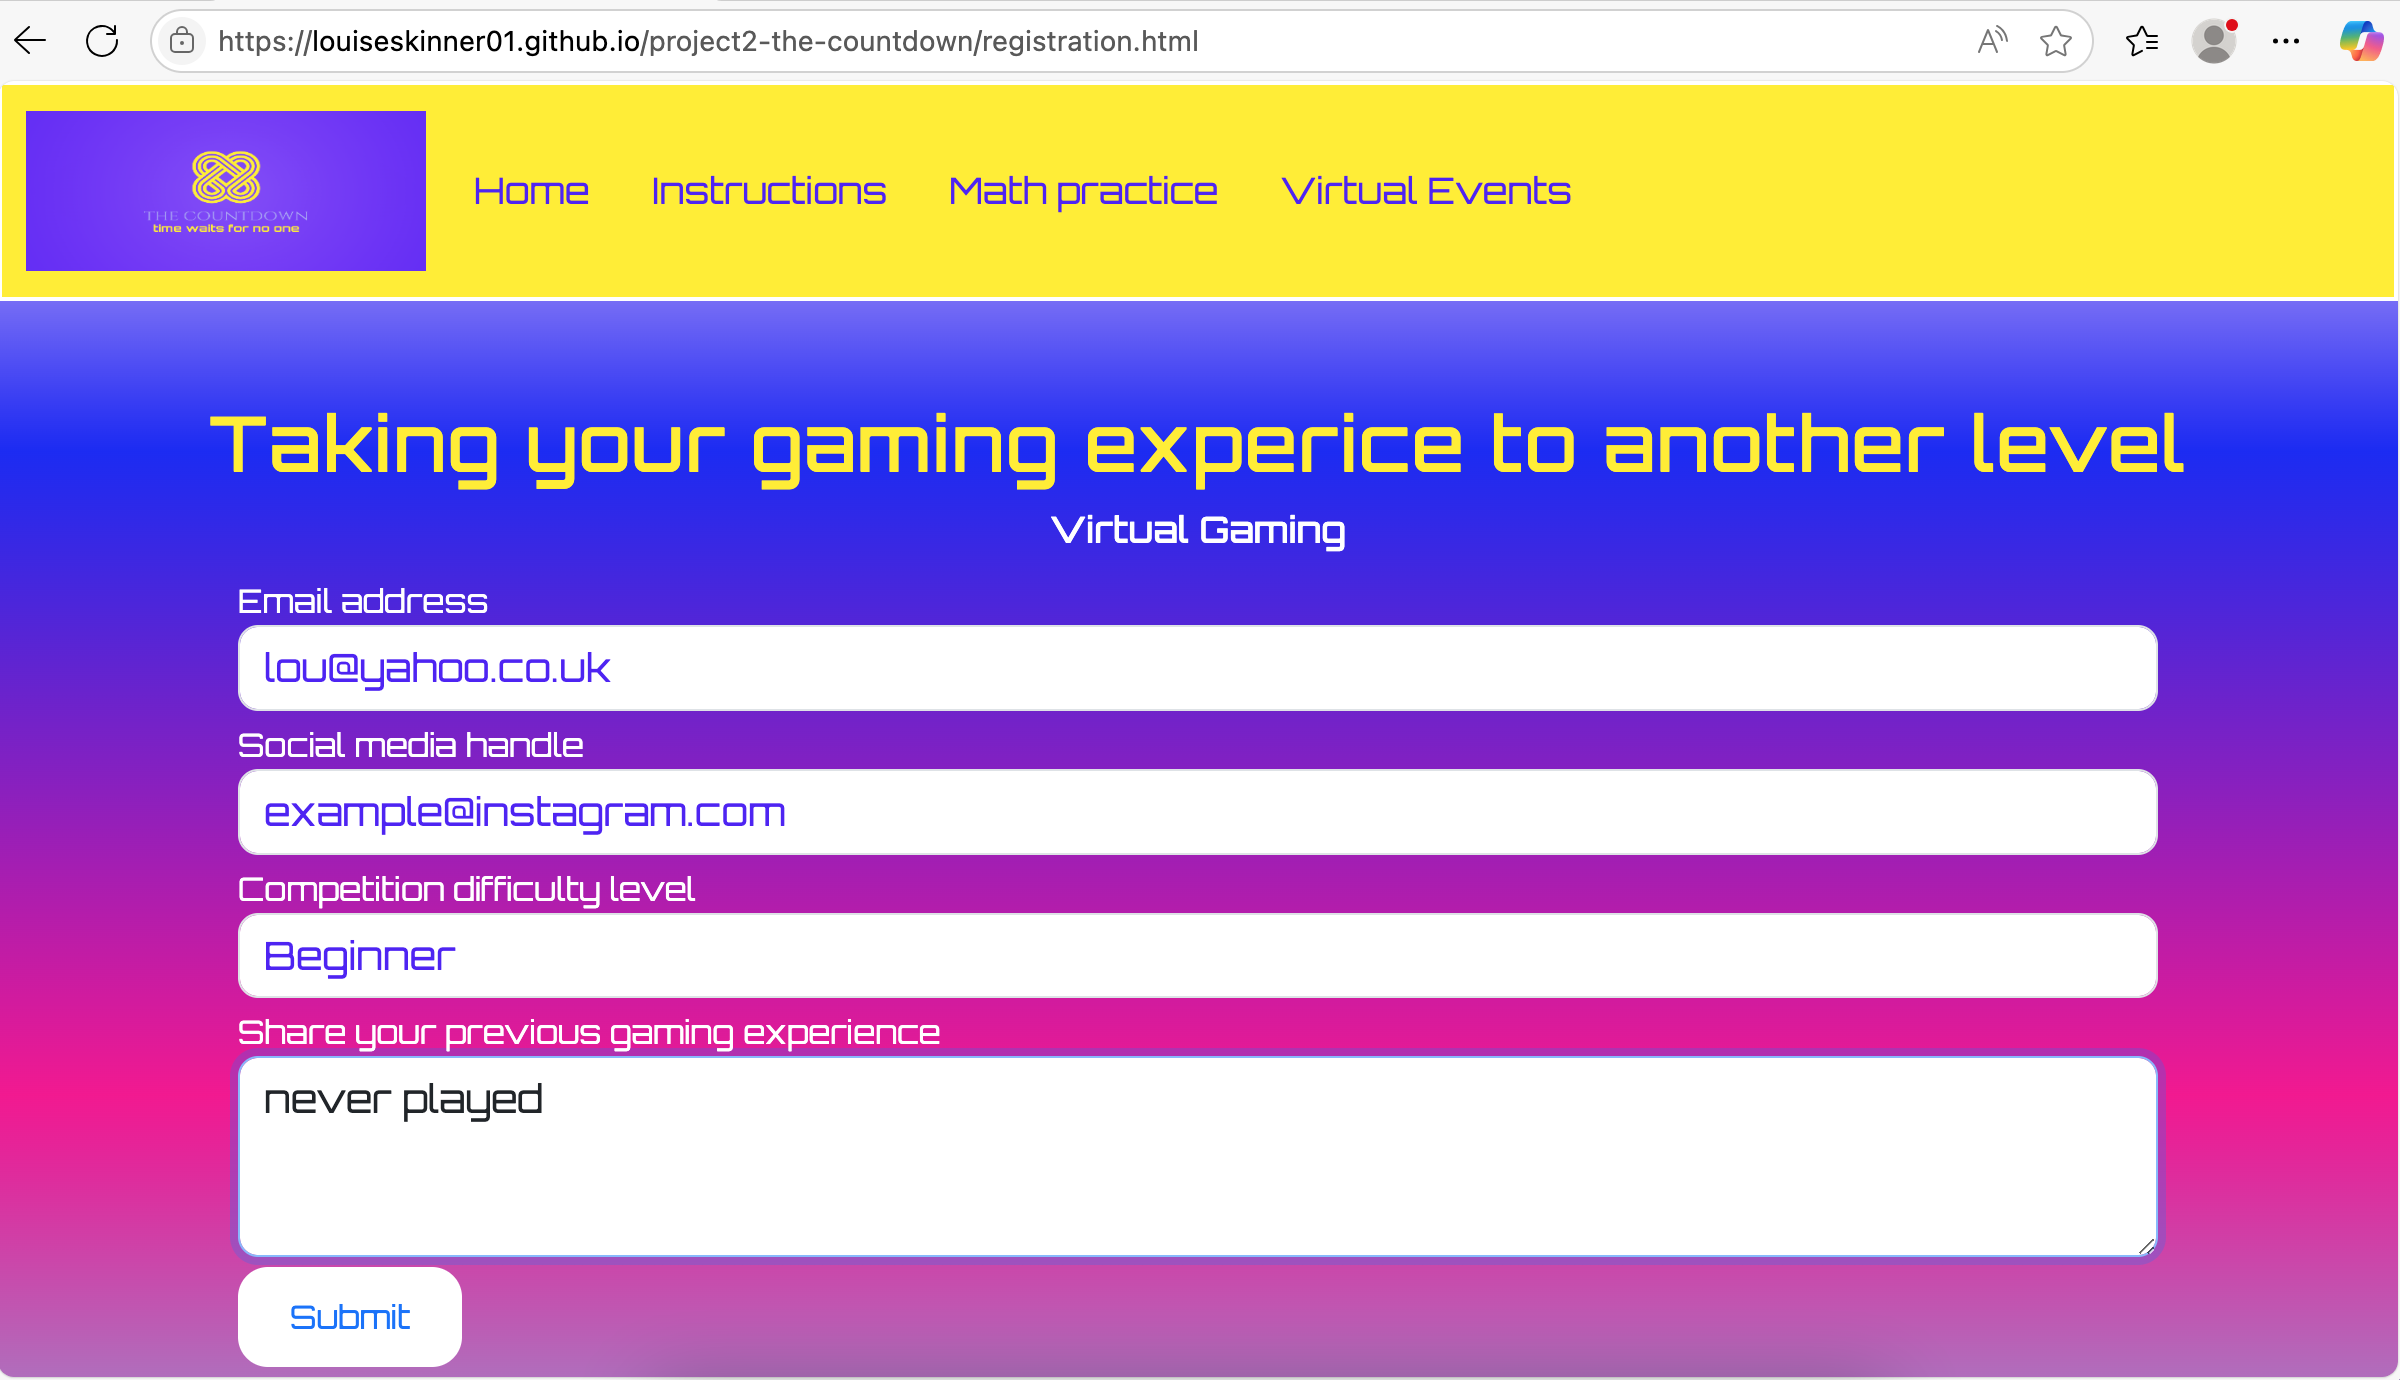 https://louiseskinner01.github.io/project2-the-countdown/registration.html
THE COUNTDOWN
time waits for no one
Home Instructions Math practice Virtual Events
Taking your gaming experice to another level
Virtual Gaming
Email address
lou@yahoo.co.uk
Social media handle
example@instagram.com
Competition difficulty level
Beginner
Share your previous gaming experience
never played
Submit